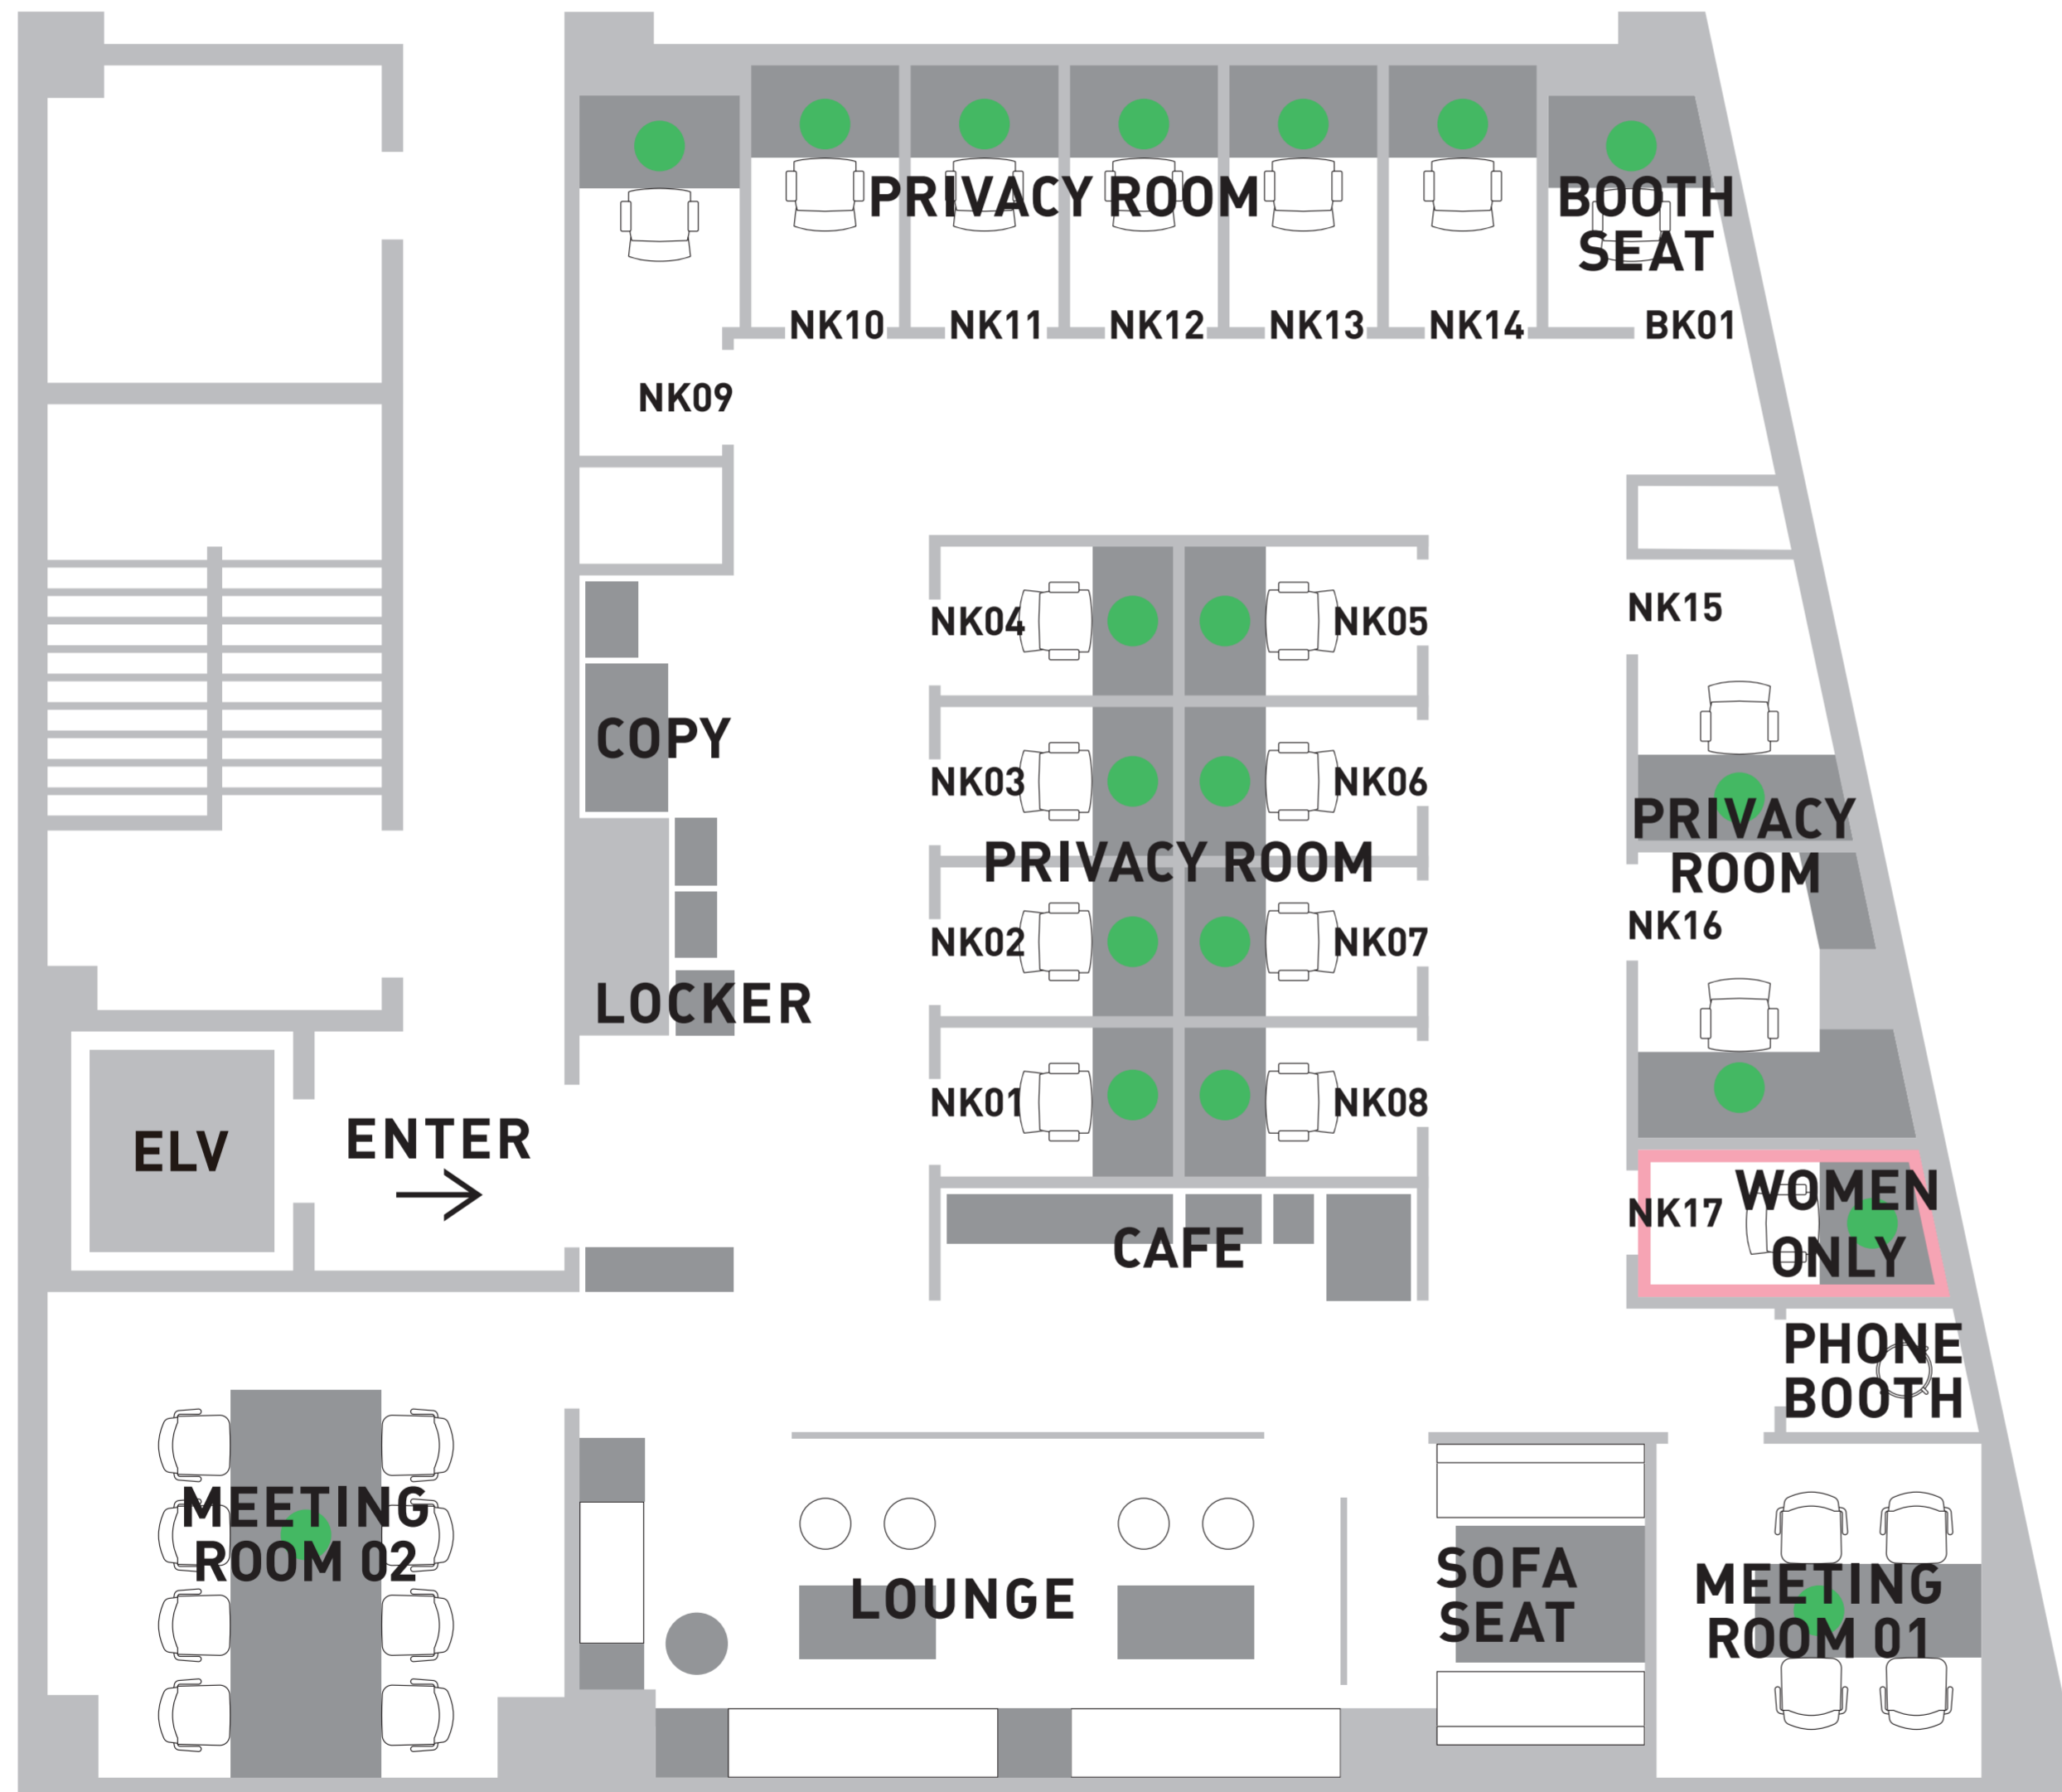 PRIVACY ROOM
BOOTH
SEAT
NK10
NK11
NK12
NK13
NK14
BK01
NK09
NK04
NK05
NK15
COPY
NK03
NK06
PRIVACY
ROOM
PRIVACY ROOM
NK02
NK07
NK16
LOCKER
NK01
NK08
ELV
ENTER
WOMEN
ONLY
NK17
CAFE
PHONE
BOOTH
MEETING
ROOM 02
LOUNGE
SOFA
SEAT
MEETING
ROOM 01